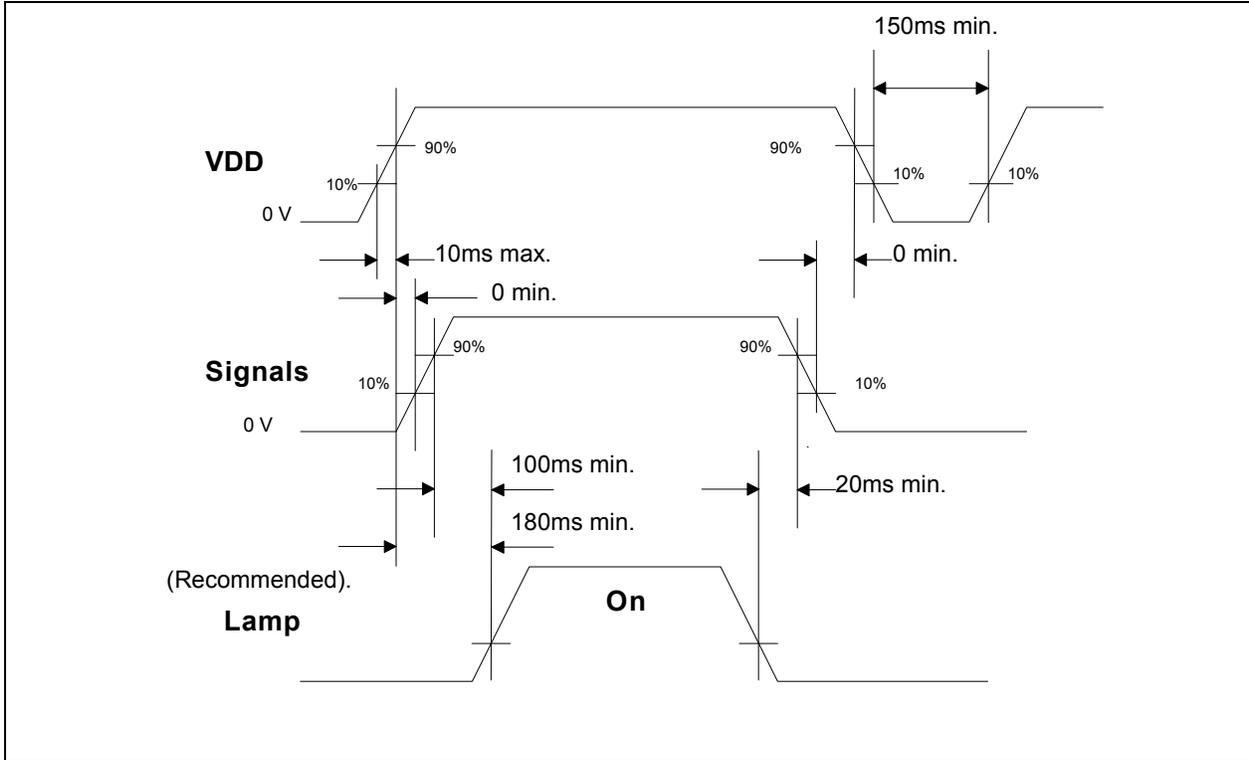 150ms min.
VDD
90%
90%
10%
10%
10%
0 V
10ms max.
0 min.
0 min.
Signals
90%
90%
10%
10%
0 V
100ms min.
20ms min.
180ms min.
(Recommended).
Lamp
On